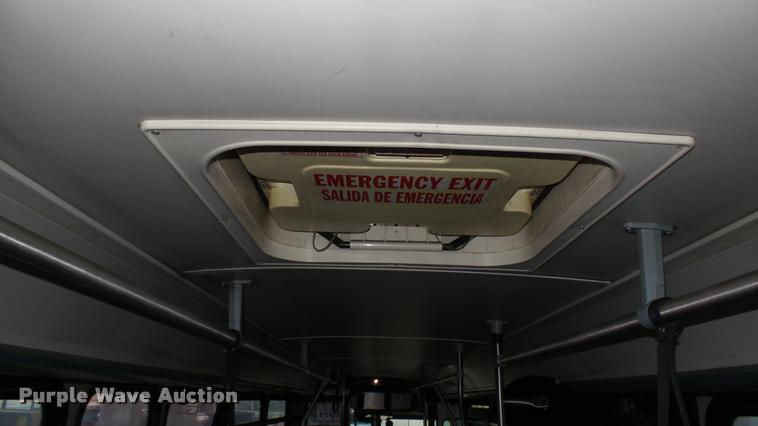 EMERGENCY EXIT
SALIDA DE EMERGENCIA
Purple Wave Auction